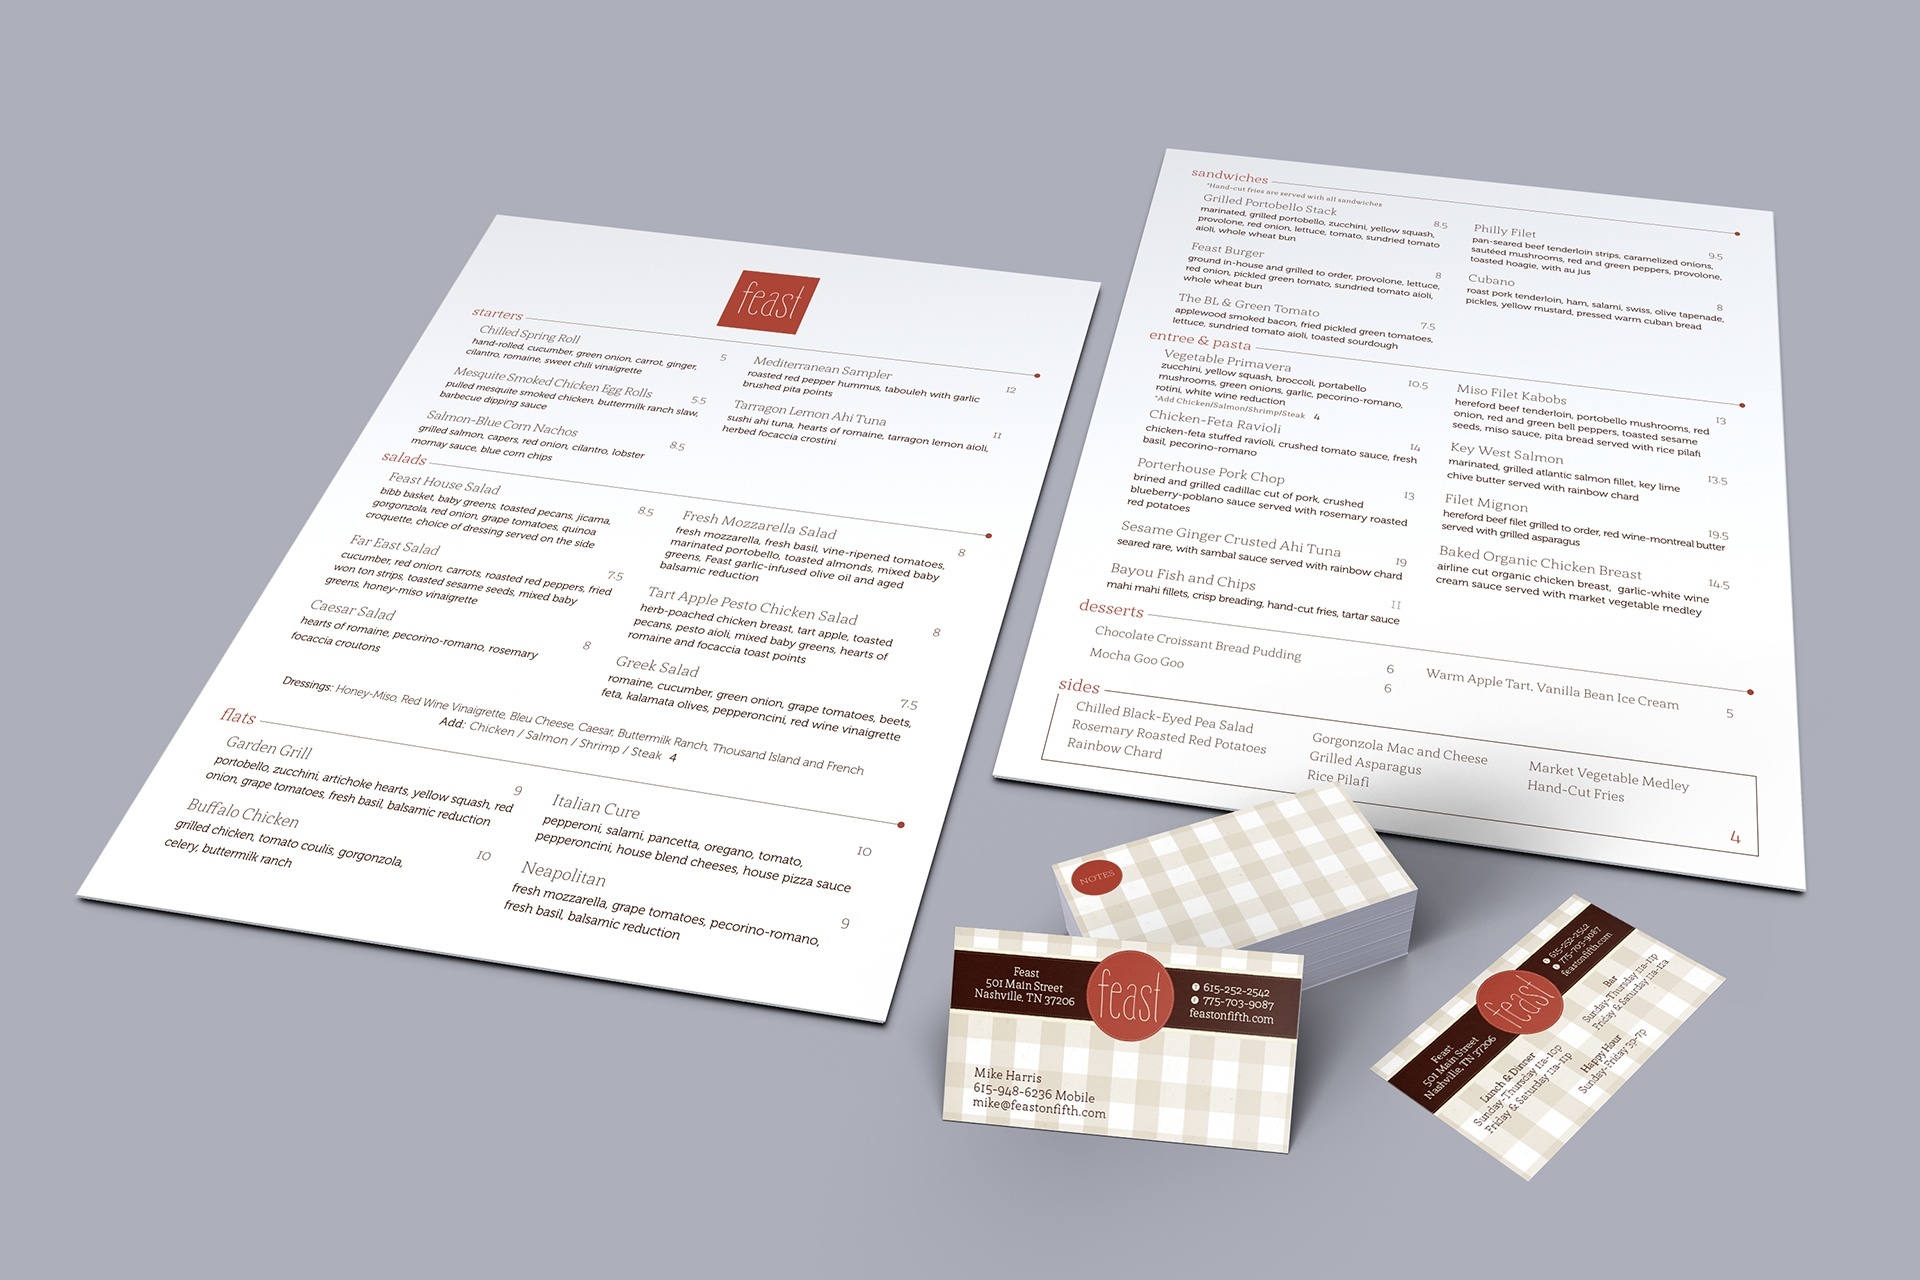 feast
starters
Chilled Spring Roll 5
hand-rolled, cucumber, green onion, carrot, ginger,
cilantro, romaine, sweet chili vinaigrette
Mesquite Smoked Chicken Egg Rolls 5.5
pulled mesquite smoked chicken, buttermilk ranch slaw,
barbecue dipping sauce
Salmon-Blue Corn Nachos 8.5
grilled salmon, capers, red onion, cilantro, lobster
mornay sauce, blue corn chips
Mediterranean Sampler 12
roasted red pepper hummus, tabouleh with garlic
brushed pita points
Tarragon Lemon Ahi Tuna 11
sushi ahi tuna, hearts of romaine, tarragon lemon aioli,
herbed focaccia crostini
salads
Feast House Salad 8.5
bibb basket, baby greens, toasted pecans, jicama,
gorgonzola, red onion, grape tomatoes, quinoa
croquette, choice of dressing served on the side
Far East Salad 7.5
cucumber, red onion, carrots, roasted red peppers, fried
won ton strips, toasted sesame seeds, mixed baby
greens, honey-miso vinaigrette
Caesar Salad 8
hearts of romaine, pecorino-romano, rosemary
focaccia croutons
Fresh Mozzarella Salad 8
fresh mozzarella, fresh basil, vine-ripened tomatoes,
marinated portobello, toasted almonds, mixed baby
greens, Feast garlic-infused olive oil and aged
balsamic reduction
Tart Apple Pesto Chicken Salad 8
herb-poached chicken breast, tart apple, toasted
pecans, pesto aioli, mixed baby greens, hearts of
romaine and focaccia toast points
Greek Salad 7.5
romaine, cucumber, green onion, grape tomatoes, beets,
feta, kalamata olives, pepperoncini, red wine vinaigrette
Dressings: Honey-Miso, Red Wine Vinaigrette, Bleu Cheese, Caesar, Buttermilk Ranch, Thousand Island and French
Add: Chicken / Salmon / Shrimp / Steak 4
flats
Garden Grill 9
portobello, zucchini, artichoke hearts, yellow squash, red
onion, grape tomatoes, fresh basil, balsamic reduction
Buffalo Chicken 10
grilled chicken, tomato coulis, gorgonzola,
celery, buttermilk ranch
Italian Cure 10
pepperoni, salami, pancetta, oregano, tomato,
pepperoncini, house blend cheeses, house pizza sauce
Neapolitan 9
fresh mozzarella, grape tomatoes, pecorino-romano,
fresh basil, balsamic reduction
sandwiches
*Hand-cut fries are served with all sandwiches
Grilled Portobello Stack 8.5
marinated, grilled portobello, zucchini, yellow squash,
provolone, red onion, lettuce, tomato, sundried tomato
aioli, whole wheat bun
Feast Burger 8
ground in-house and grilled to order, provolone, lettuce,
red onion, pickled green tomato, sundried tomato aioli,
whole wheat bun
The BL & Green Tomato 7.5
applewood smoked bacon, fried pickled green tomatoes,
lettuce, sundried tomato aioli, toasted sourdough
Philly Filet 9.5
pan-seared beef tenderloin strips, caramelized onions,
sautéed mushrooms, red and green peppers, provolone,
toasted hoagie, with au jus
Cubano 8
roast pork tenderloin, ham, salami, swiss, olive tapenade,
pickles, yellow mustard, pressed warm cuban bread
entree & pasta
Vegetable Primavera 10.5
zucchini, yellow squash, broccoli, portabello
mushrooms, green onions, garlic, pecorino-romano,
rotini, white wine reduction
*Add Chicken/Salmon/Shrimp/Steak 4
Chicken-Feta Ravioli 14
chicken-feta stuffed ravioli, crushed tomato sauce, fresh
basil, pecorino-romano
Porterhouse Pork Chop 13
brined and grilled cadillac cut of pork, crushed
blueberry-poblano sauce served with rosemary roasted
red potatoes
Sesame Ginger Crusted Ahi Tuna 19
seared rare, with sambal sauce served with rainbow chard
Bayou Fish and Chips 11
mahi mahi fillets, crisp breading, hand-cut fries, tartar sauce
Miso Filet Kabobs 13
hereford beef tenderloin, portobello mushrooms, red
onion, red and green bell peppers, toasted sesame
seeds, miso sauce, pita bread served with rice pilafi
Key West Salmon 13.5
marinated, grilled atlantic salmon fillet, key lime
chive butter served with rainbow chard
Filet Mignon 19.5
hereford beef filet grilled to order, red wine-montreal butter
served with grilled asparagus
Baked Organic Chicken Breast 14.5
airline cut organic chicken breast, garlic-white wine
cream sauce served with market vegetable medley
desserts
Chocolate Croissant Bread Pudding 6
Mocha Goo Goo 6
Warm Apple Tart, Vanilla Bean Ice Cream 5
sides
Chilled Black-Eyed Pea Salad
Rosemary Roasted Red Potatoes
Rainbow Chard
Gorgonzola Mac and Cheese
Grilled Asparagus
Rice Pilafi
Market Vegetable Medley
Hand-Cut Fries
4
NOTES
Feast
501 Main Street
Nashville, TN 37206
feast
615-252-2542
775-703-9087
feastonfifth.com
Mike Harris
615-948-6236 Mobile
mike@feastonfifth.com
Feast
501 Main Street
Nashville, TN 37206
feast
615-252-2542
775-703-9087
feastonfifth.com
Lunch & Dinner
Sunday-Thursday 11a-10p
Friday & Saturday 11a-11p
Bar
Sunday-Thursday 11a-11p
Friday & Saturday 11a-12a
Happy Hour
Sunday-Friday 3p-7p